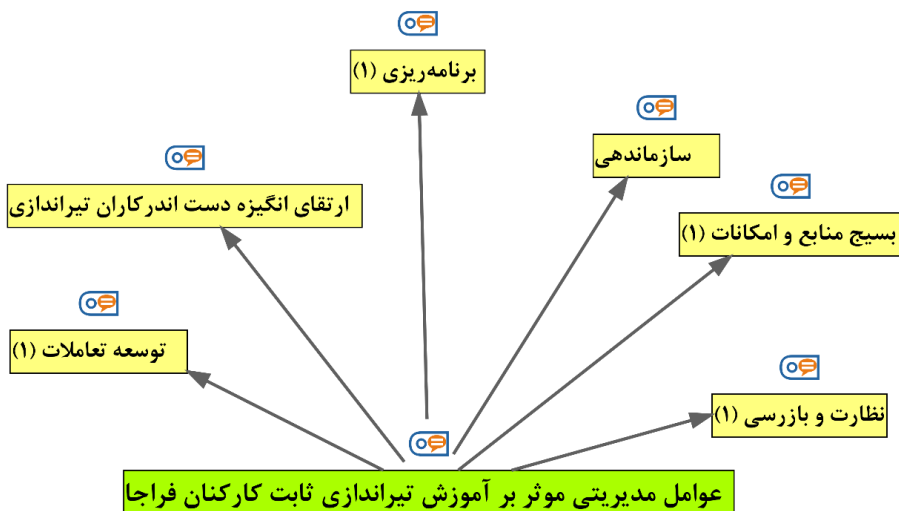 برنامه‌ریزی (۱)
سازماندهی
ارتقای انگیزه دست اندرکاران تیراندازی
بسیج منابع و امکانات (۱)
توسعه تعاملات (۱)
نظارت و بازرسی (۱)
عوامل مدیریتی موثر بر آموزش تیراندازی ثابت کارکنان فراجا